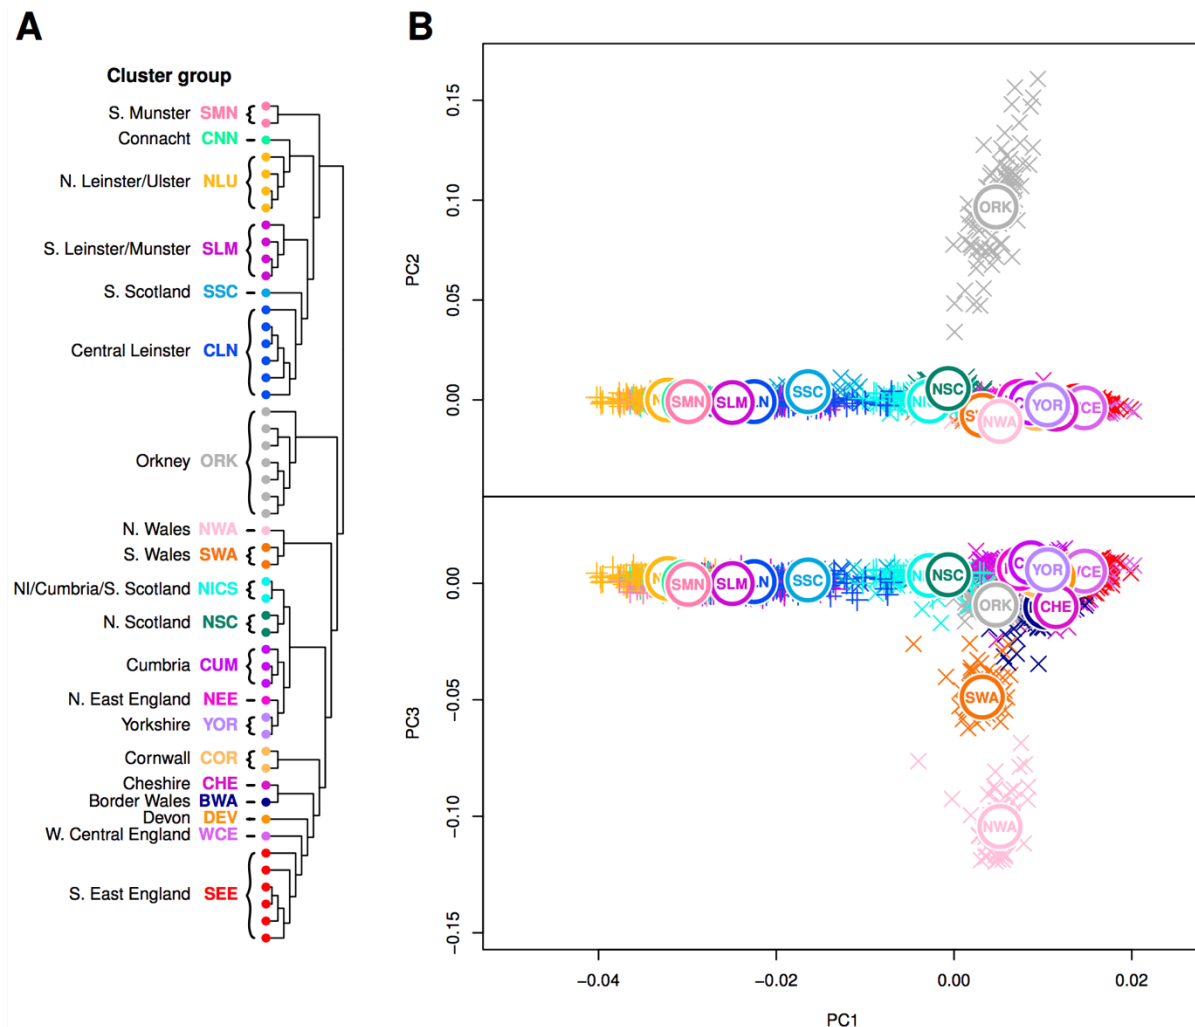 A
B
Cluster group
S. Munster SMN
Connacht CNN
N. Leinster/Ulster NLU
S. Leinster/Munster SLM
S. Scotland SSC
Central Leinster CLN
Orkney ORK
N. Wales NWA
S. Wales SWA
NI/Cumbria/S. Scotland NICS
N. Scotland NSC
Cumbria CUM
N. East England NEE
Yorkshire YOR
Cornwall COR
Cheshire CHE
Border Wales BWA
Devon DEV
W. Central England WCE
S. East England SEE
PC2
0.15
0.10
0.05
0.00
ORK
SMN
SLM
SSC
NSC
NWA
YOR
PC3
0.00
−0.05
−0.10
−0.15
SMN
SLM
SSC
NSC
YOR
ORK
CHE
SWA
NWA
−0.04
−0.02
0.00
0.02
PC1